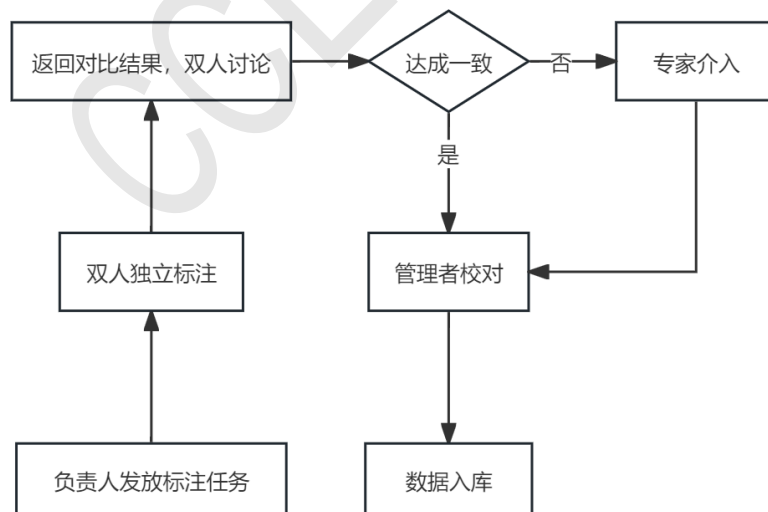 返回对比结果，双人讨论
达成一致
否
专家介入
是
双人独立标注
管理者校对
负责人发放标注任务
数据入库